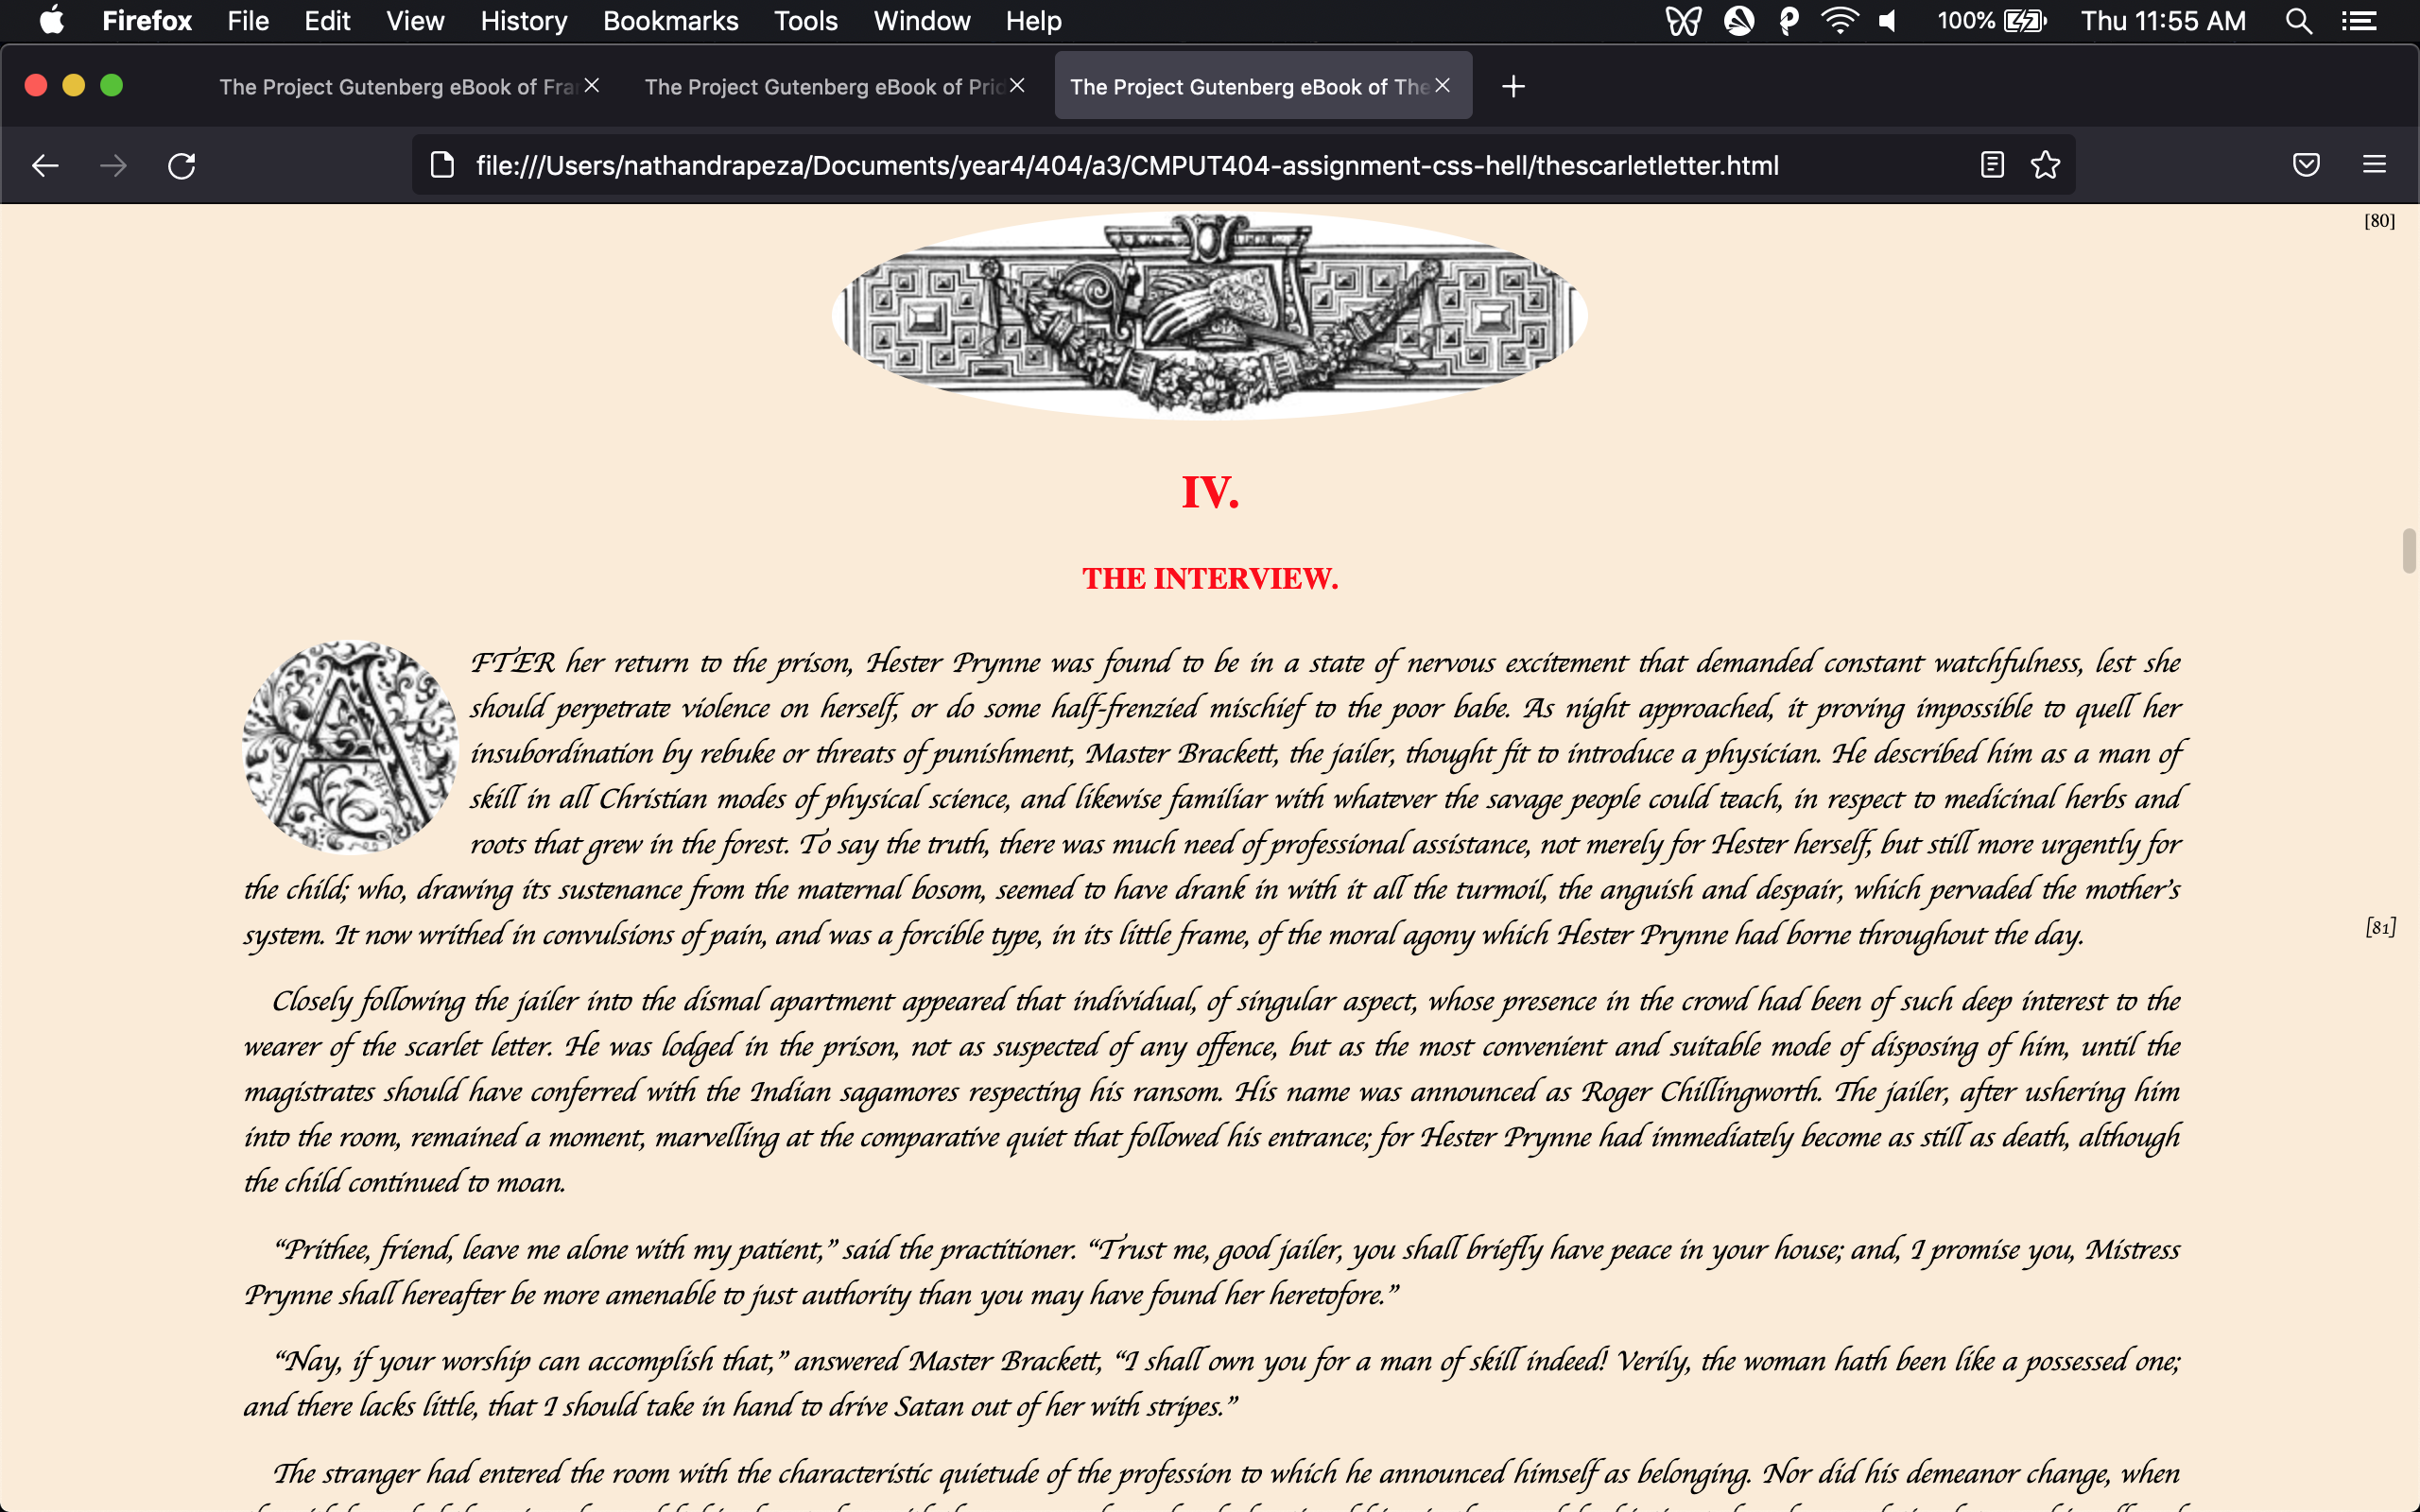 Firefox File Edit View History Bookmarks Tools Window Help 100% Thu 11:55 AM
The Project Gutenberg eBook of Fra The Project Gutenberg eBook of Prid The Project Gutenberg eBook of The
file:///Users/nathandrapeza/Documents/year4/404/a3/CMPUT404-assignment-css-hell/thescarletletter.html
[80]
IV.
THE INTERVIEW.
A
FTER her return to the prison, Hester Prynne was found to be in a state of nervous excitement that demanded constant watchfulness, lest she
should perpetrate violence on herself, or do some half-frenzied mischief to the poor babe. As night approached, it proving impossible to quell her
insubordination by rebuke or threats of punishment, Master Brackett, the jailer, thought fit to introduce a physician. He described him as a man of
skill in all Christian modes of physical science, and likewise familiar with whatever the savage people could teach, in respect to medicinal herbs and
roots that grew in the forest. To say the truth, there was much need of professional assistance, not merely for Hester herself, but still more urgently for
the child; who, drawing its sustenance from the maternal bosom, seemed to have drank in with it all the turmoil, the anguish and despair, which pervaded the mother’s
system. It now writhed in convulsions of pain, and was a forcible type, in its little frame, of the moral agony which Hester Prynne had borne throughout the day.
[81]
Closely following the jailer into the dismal apartment appeared that individual, of singular aspect, whose presence in the crowd had been of such deep interest to the
wearer of the scarlet letter. He was lodged in the prison, not as suspected of any offence, but as the most convenient and suitable mode of disposing of him, until the
magistrates should have conferred with the Indian sagamores respecting his ransom. His name was announced as Roger Chillingworth. The jailer, after ushering him
into the room, remained a moment, marvelling at the comparative quiet that followed his entrance; for Hester Prynne had immediately become as still as death, although
the child continued to moan.
“Prithee, friend, leave me alone with my patient,” said the practitioner. “Trust me, good jailer, you shall briefly have peace in your house; and, I promise you, Mistress
Prynne shall hereafter be more amenable to just authority than you may have found her heretofore.”
“Nay, if your worship can accomplish that,” answered Master Brackett, “I shall own you for a man of skill indeed! Verily, the woman hath been like a possessed one;
and there lacks little, that I should take in hand to drive Satan out of her with stripes.”
The stranger had entered the room with the characteristic quietude of the profession to which he announced himself as belonging. Nor did his demeanor change, when